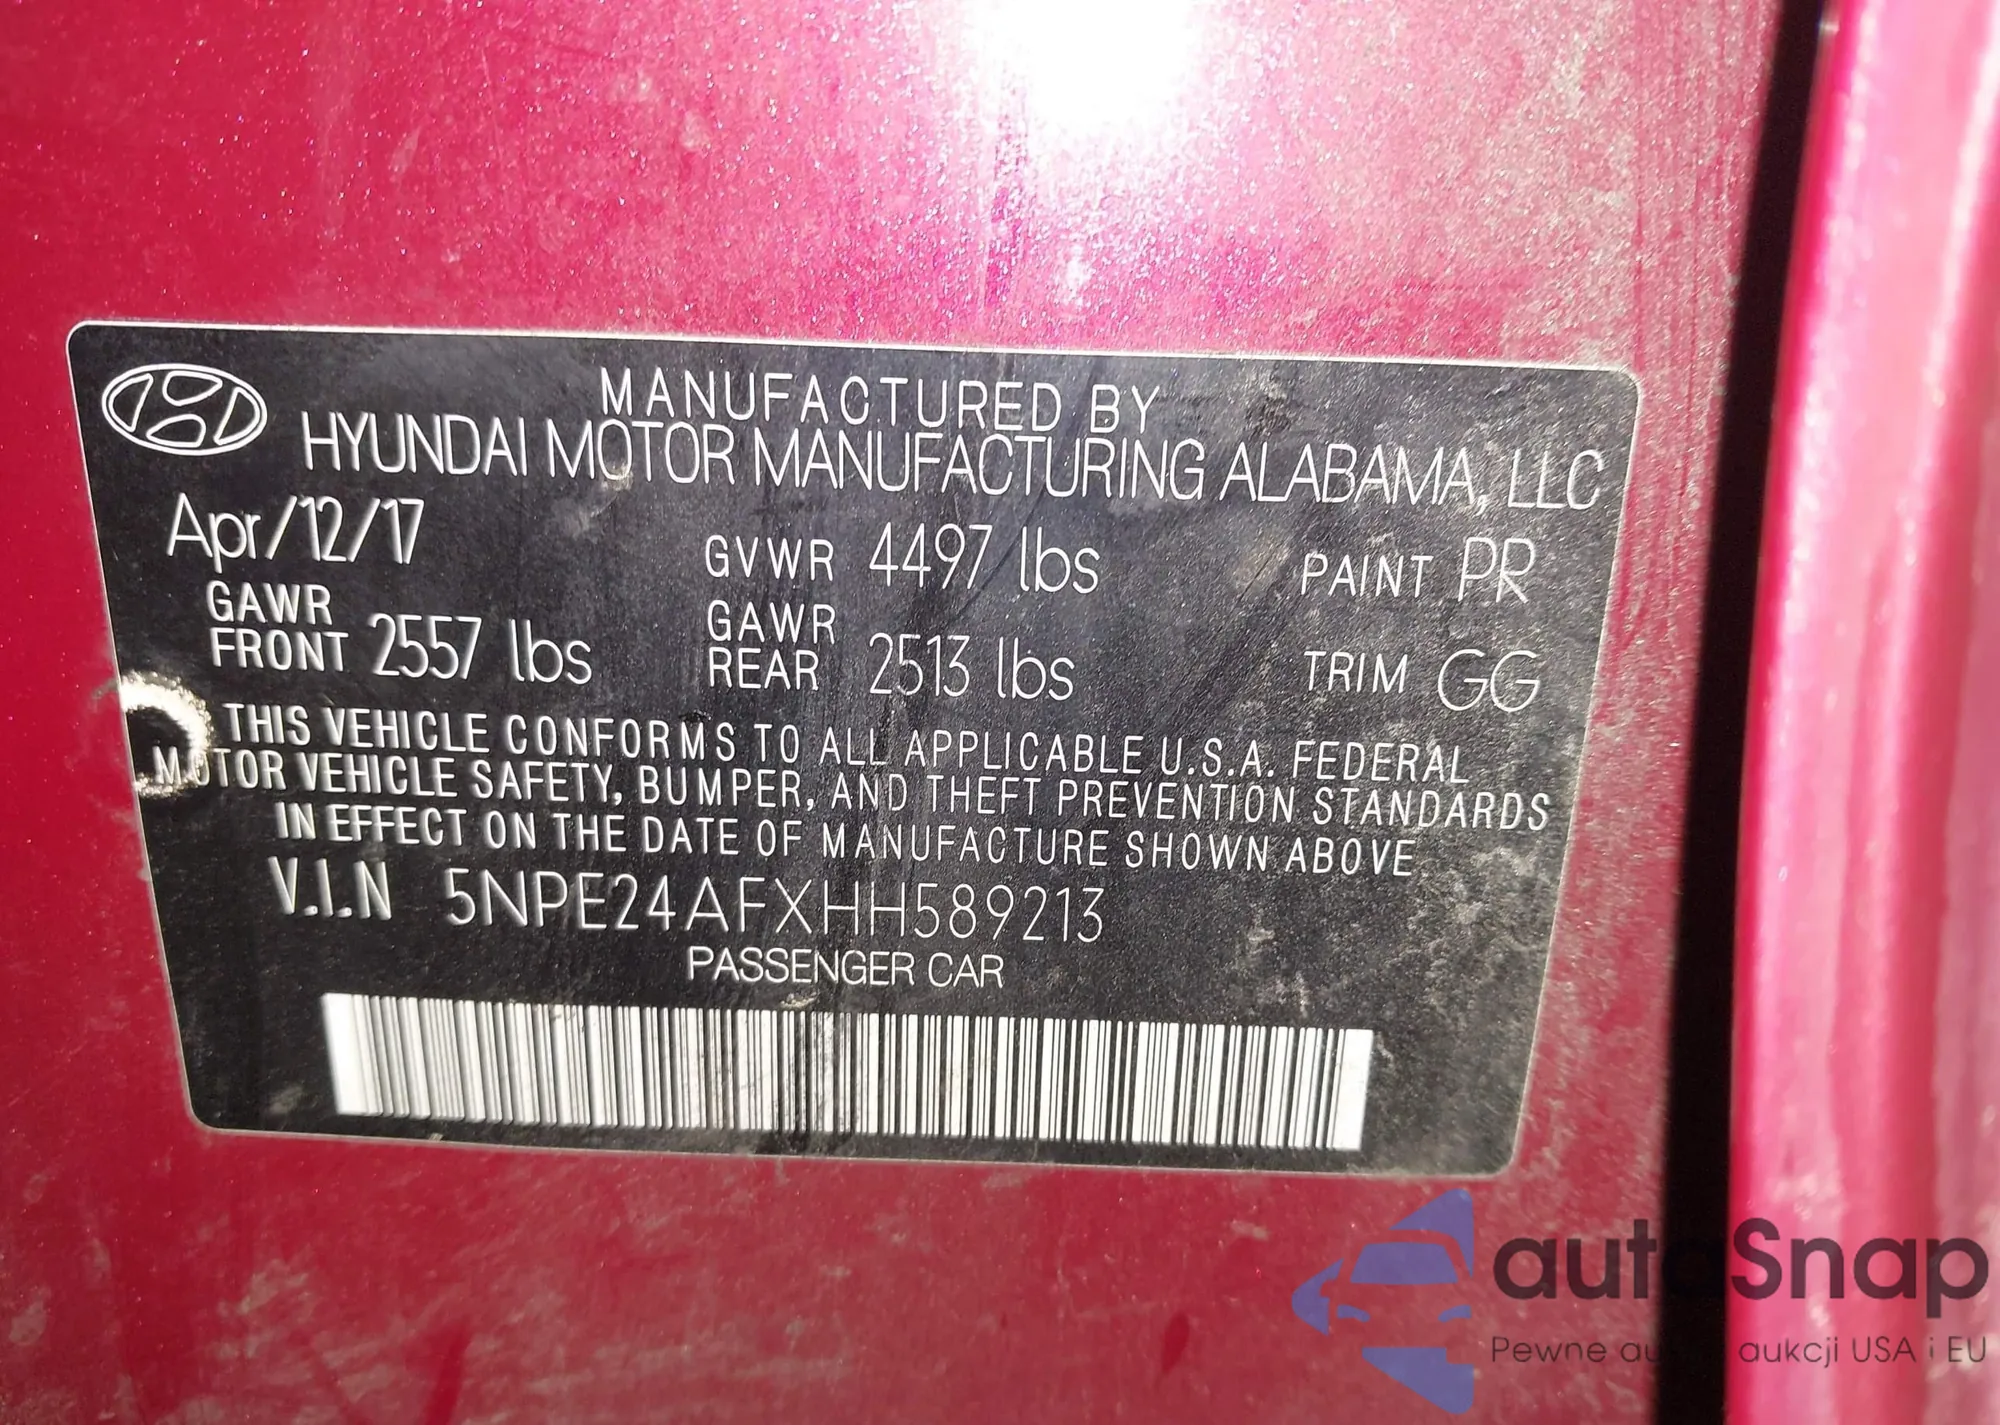 MANUFACTURED BY
HYUNDAI MOTOR MANUFACTURING ALABAMA, LLC
Apr/12/17 GVWR 4497 lbs PAINT PR
GAWR FRONT 2557 lbs GAWR REAR 2513 lbs TRIM GG
THIS VEHICLE CONFORMS TO ALL APPLICABLE U.S.A. FEDERAL
MOTOR VEHICLE SAFETY, BUMPER, AND THEFT PREVENTION STANDARDS
IN EFFECT ON THE DATE OF MANUFACTURE SHOWN ABOVE
V.I.N 5NPE24AFXHH589213
PASSENGER CAR
autoSnap
Pewne aukcji USA i EU